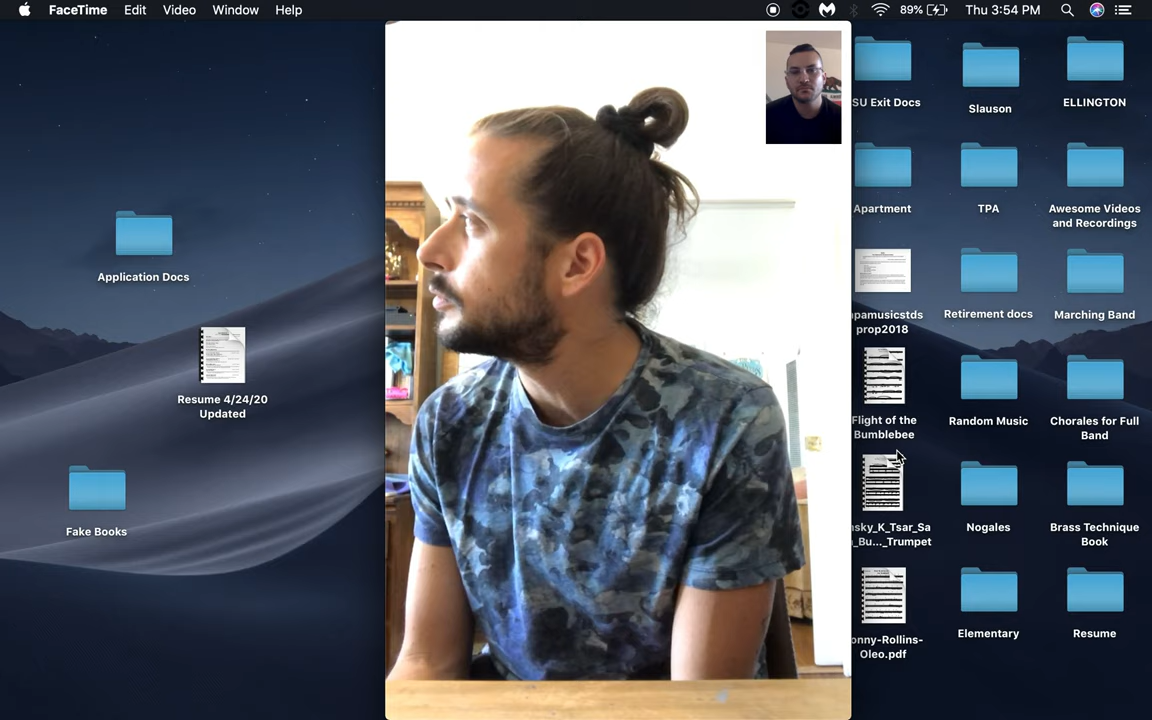 FaceTime Edit Video Window Help 89% Thu 3:54 PM
SU Exit Docs
Slauson
ELLINGTON
Apartment
TPA
Awesome Videos
and Recordings
Application Docs
pamusicstds
prop2018
Retirement docs
Marching Band
Resume 4/24/20
Updated
Flight of the
Bumblebee
Random Music
Chorales for Full
Band
Fake Books
nsky_K_Tsar_Sa
_Bu..._Trumpet
Nogales
Brass Technique
Book
onny-Rollins-
Oleo.pdf
Elementary
Resume